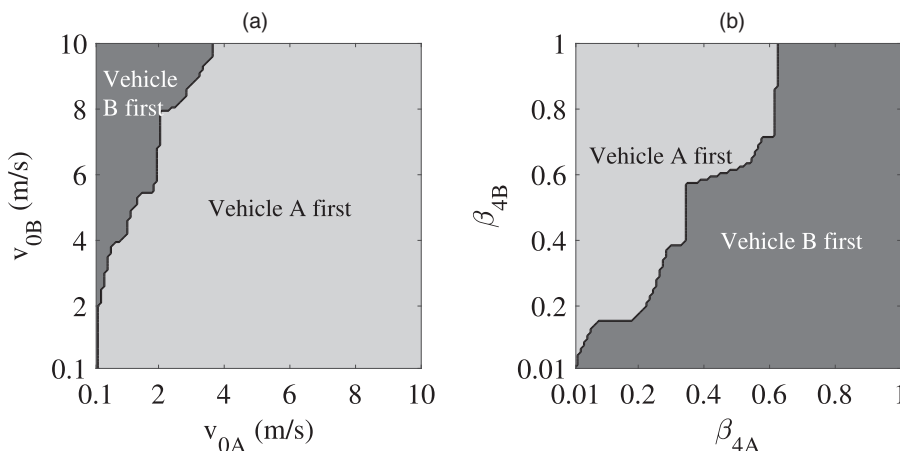 (a)
10
8
6
4
2
0.1
v0B (m/s)
Vehicle
B first
Vehicle A first
0.1
2
4
6
8
10
v0A (m/s)
(b)
1
0.8
0.6
0.4
0.2
0.01
β4B
Vehicle A first
Vehicle B first
0.01
0.2
0.4
0.6
0.8
1
β4A